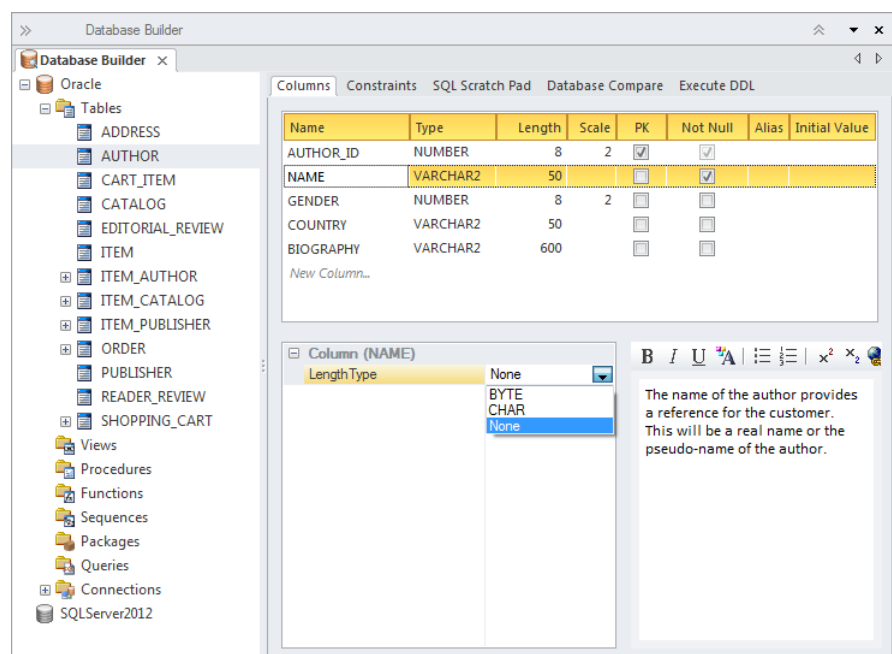 Database Builder
Database Builder
Oracle
Tables
ADDRESS
AUTHOR
CART_ITEM
CATALOG
EDITORIAL_REVIEW
ITEM
ITEM_AUTHOR
ITEM_CATALOG
ITEM_PUBLISHER
ORDER
PUBLISHER
READER_REVIEW
SHOPPING_CART
Views
Procedures
Functions
Sequences
Packages
Queries
Connections
SQLServer2012
Columns Constraints SQL Scratch Pad Database Compare Execute DDL
Name Type Length Scale PK Not Null Alias Initial Value
AUTHOR_ID NUMBER 8 2
NAME VARCHAR2 50
GENDER NUMBER 8 2
COUNTRY VARCHAR2 50
BIOGRAPHY VARCHAR2 600
New Column...
Column (NAME)
LengthType None
BYTE
CHAR
None
B I U A x² x₂
The name of the author provides
a reference for the customer.
This will be a real name or the
pseudo-name of the author.